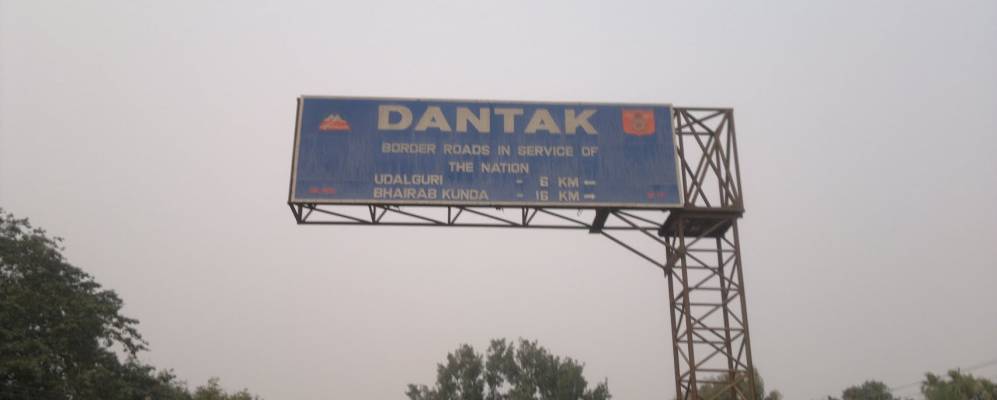 DANTAK
BORDER ROADS IN SERVICE OF
THE NATION
UDALGURI - 6 KM ←
BHAIRAB KUNDA - 16 KM →